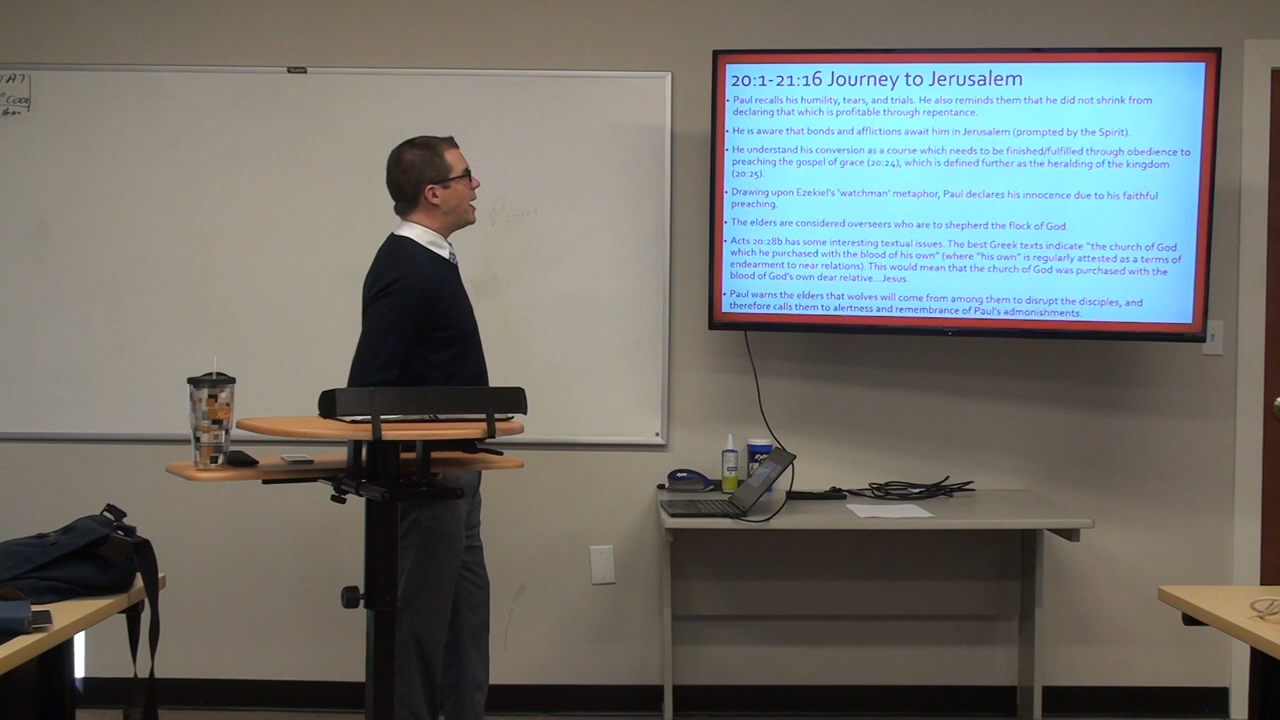 20:1-21:16 Journey to Jerusalem
• Paul recalls his humility, tears, and trials. He also reminds them that he did not shrink from
declaring that which is profitable through repentance.
• He is aware that bonds and afflictions await him in Jerusalem (prompted by the Spirit).
• He understand his conversion as a course which needs to be finished/fulfilled through obedience to
preaching the gospel of grace (20:24), which is defined further as the heralding of the kingdom
(20:25).
• Drawing upon Ezekiel's 'watchman' metaphor, Paul declares his innocence due to his faithful
preaching.
• The elders are considered overseers who are to shepherd the flock of God.
• Acts 20:28b has some interesting textual issues. The best Greek texts indicate "the church of God
which he purchased with the blood of his own" (where "his own" is regularly attested as a terms of
endearment to near relations). This would mean that the church of God was purchased with the
blood of God's own dear relative...Jesus.
• Paul warns the elders that wolves will come from among them to disrupt the disciples, and
therefore calls them to alertness and remembrance of Paul's admonishments.